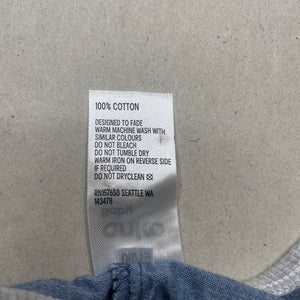 100% COTTON
DESIGNED TO FADE
WARM MACHINE WASH WITH
SIMILAR COLOURS
DO NOT BLEACH
DO NOT TUMBLE DRY
WARM IRON ON REVERSE SIDE
IF REQUIRED
DO NOT DRYCLEAN ☒
RN157650 SEATTLE WA
143478